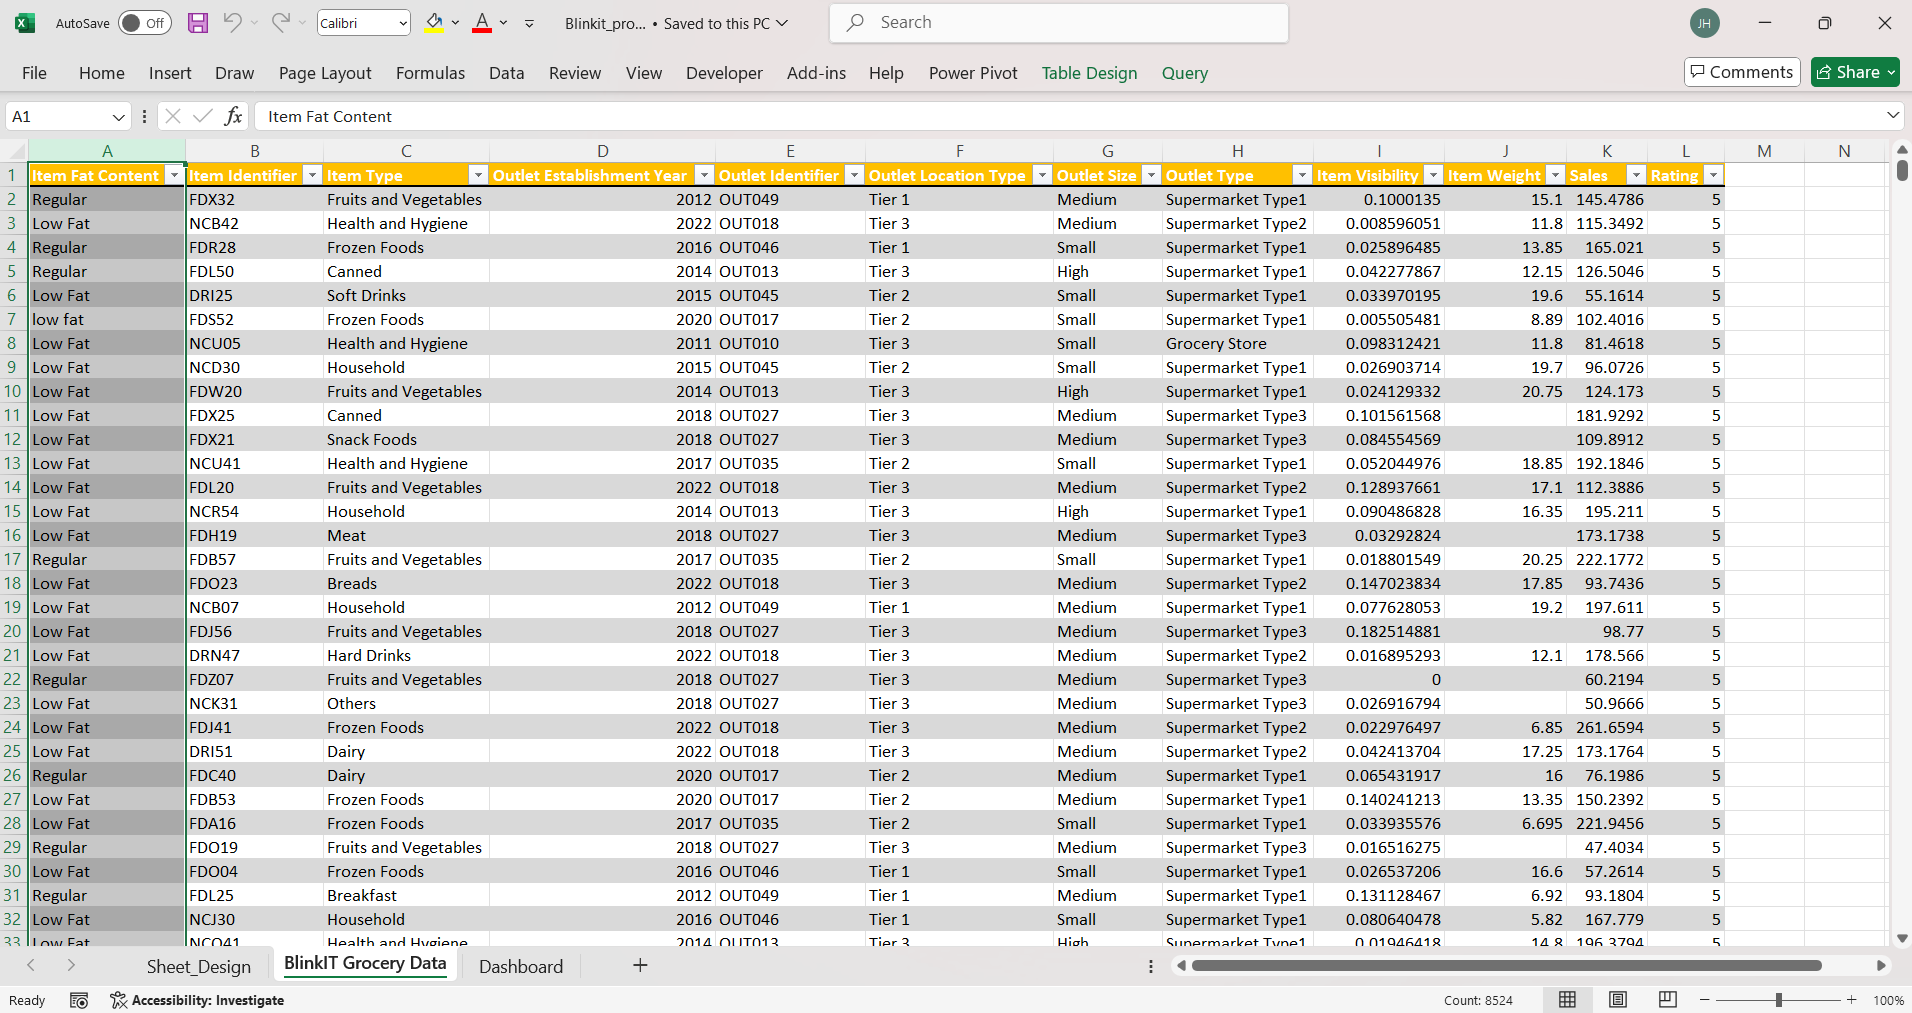 AutoSave Off Calibri A Blinkit_pro... • Saved to this PC Search JH
File Home Insert Draw Page Layout Formulas Data Review View Developer Add-ins Help Power Pivot Table Design Query Comments Share
A1 fx Item Fat Content
A B C D E F G H I J K L M N
1 Item Fat Content Item Identifier Item Type Outlet Establishment Year Outlet Identifier Outlet Location Type Outlet Size Outlet Type Item Visibility Item Weight Sales Rating
2 Regular FDX32 Fruits and Vegetables 2012 OUT049 Tier 1 Medium Supermarket Type1 0.1000135 15.1 145.4786 5
3 Low Fat NCB42 Health and Hygiene 2022 OUT018 Tier 3 Medium Supermarket Type2 0.008596051 11.8 115.3492 5
4 Regular FDR28 Frozen Foods 2016 OUT046 Tier 1 Small Supermarket Type1 0.025896485 13.85 165.021 5
5 Regular FDL50 Canned 2014 OUT013 Tier 3 High Supermarket Type1 0.042277867 12.15 126.5046 5
6 Low Fat DRI25 Soft Drinks 2015 OUT045 Tier 2 Small Supermarket Type1 0.033970195 19.6 55.1614 5
7 low fat FDS52 Frozen Foods 2020 OUT017 Tier 2 Small Supermarket Type1 0.005505481 8.89 102.4016 5
8 Low Fat NCU05 Health and Hygiene 2011 OUT010 Tier 3 Small Grocery Store 0.098312421 11.8 81.4618 5
9 Low Fat NCD30 Household 2015 OUT045 Tier 2 Small Supermarket Type1 0.026903714 19.7 96.0726 5
10 Low Fat FDW20 Fruits and Vegetables 2014 OUT013 Tier 3 High Supermarket Type1 0.024129332 20.75 124.173 5
11 Low Fat FDX25 Canned 2018 OUT027 Tier 3 Medium Supermarket Type3 0.101561568 181.9292 5
12 Low Fat FDX21 Snack Foods 2018 OUT027 Tier 3 Medium Supermarket Type3 0.084554569 109.8912 5
13 Low Fat NCU41 Health and Hygiene 2017 OUT035 Tier 2 Small Supermarket Type1 0.052044976 18.85 192.1846 5
14 Low Fat FDL20 Fruits and Vegetables 2022 OUT018 Tier 3 Medium Supermarket Type2 0.128937661 17.1 112.3886 5
15 Low Fat NCR54 Household 2014 OUT013 Tier 3 High Supermarket Type1 0.090486828 16.35 195.211 5
16 Low Fat FDH19 Meat 2018 OUT027 Tier 3 Medium Supermarket Type3 0.03292824 173.1738 5
17 Regular FDB57 Fruits and Vegetables 2017 OUT035 Tier 2 Small Supermarket Type1 0.018801549 20.25 222.1772 5
18 Low Fat FDO23 Breads 2022 OUT018 Tier 3 Medium Supermarket Type2 0.147023834 17.85 93.7436 5
19 Low Fat NCB07 Household 2012 OUT049 Tier 1 Medium Supermarket Type1 0.077628053 19.2 197.611 5
20 Low Fat FDJ56 Fruits and Vegetables 2018 OUT027 Tier 3 Medium Supermarket Type3 0.182514881 98.77 5
21 Low Fat DRN47 Hard Drinks 2022 OUT018 Tier 3 Medium Supermarket Type2 0.016895293 12.1 178.566 5
22 Regular FDZ07 Fruits and Vegetables 2018 OUT027 Tier 3 Medium Supermarket Type3 0 60.2194 5
23 Low Fat NCK31 Others 2018 OUT027 Tier 3 Medium Supermarket Type3 0.026916794 50.9666 5
24 Low Fat FDJ41 Frozen Foods 2022 OUT018 Tier 3 Medium Supermarket Type2 0.022976497 6.85 261.6594 5
25 Low Fat DRI51 Dairy 2022 OUT018 Tier 3 Medium Supermarket Type2 0.042413704 17.25 173.1764 5
26 Regular FDC40 Dairy 2020 OUT017 Tier 2 Medium Supermarket Type1 0.065431917 16 76.1986 5
27 Low Fat FDB53 Frozen Foods 2020 OUT017 Tier 2 Medium Supermarket Type1 0.140241213 13.35 150.2392 5
28 Low Fat FDA16 Frozen Foods 2017 OUT035 Tier 2 Small Supermarket Type1 0.033935576 6.695 221.9456 5
29 Regular FDO19 Fruits and Vegetables 2018 OUT027 Tier 3 Medium Supermarket Type3 0.016516275 47.4034 5
30 Low Fat FDO04 Frozen Foods 2016 OUT046 Tier 1 Small Supermarket Type1 0.026537206 16.6 57.2614 5
31 Regular FDL25 Breakfast 2012 OUT049 Tier 1 Medium Supermarket Type1 0.131128467 6.92 93.1804 5
32 Low Fat NCJ30 Household 2016 OUT046 Tier 1 Small Supermarket Type1 0.080640478 5.82 167.779 5
33 Low Fat NCO41 Health and Hygiene 2014 OUT013 Tier 3 High Supermarket Type1 0.01946418 14.8 196.3794 5
Sheet_Design BlinkIT Grocery Data Dashboard
Ready Accessibility: Investigate Count: 8524 100%